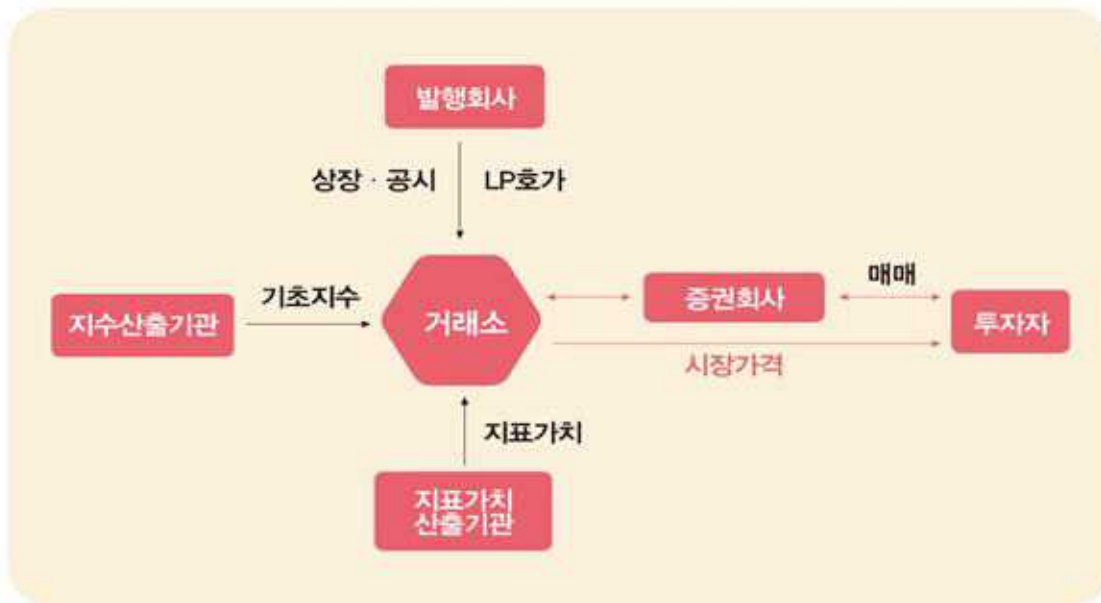 발행회사
상장 · 공시
LP호가
기초지수
지수산출기관
거래소
증권회사
매매
투자자
시장가격
지표가치
지표가치
산출기관